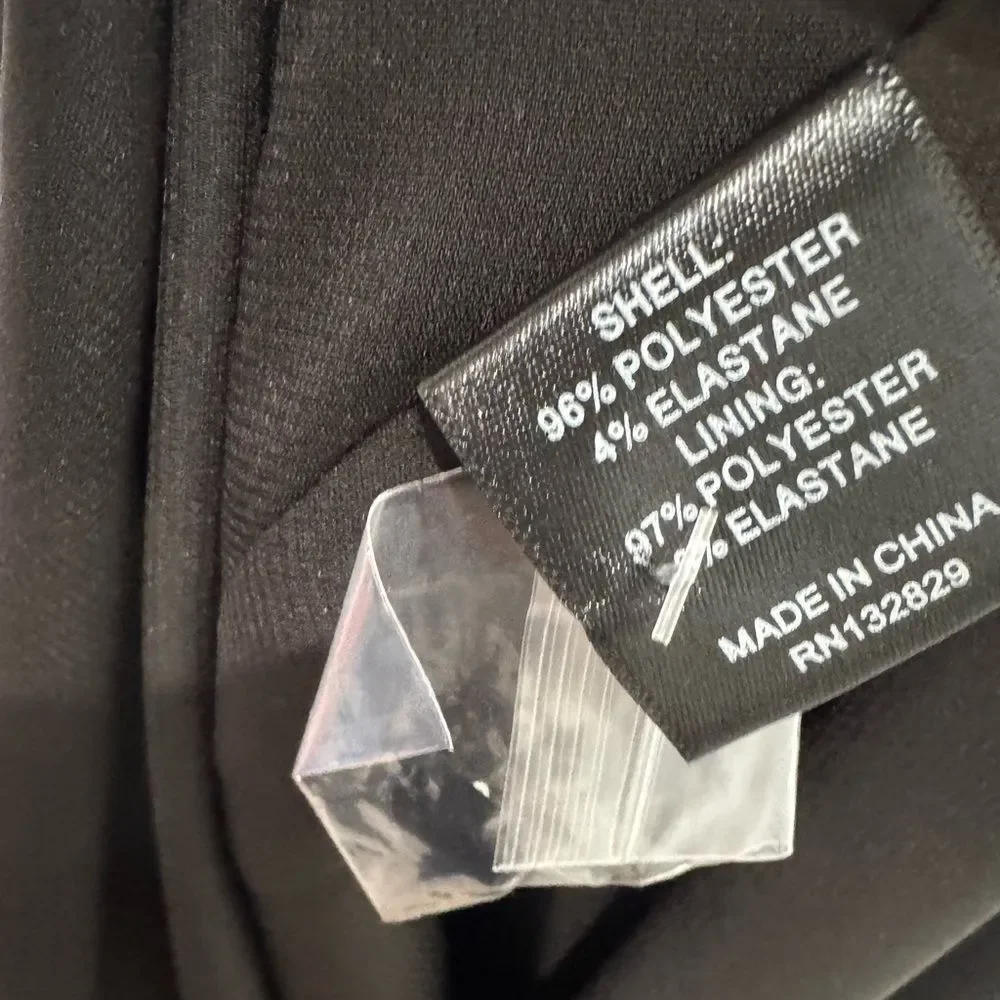 SHELL:
96% POLYESTER
4% ELASTANE
LINING:
97% POLYESTER
% ELASTANE
MADE IN CHINA
RN132829